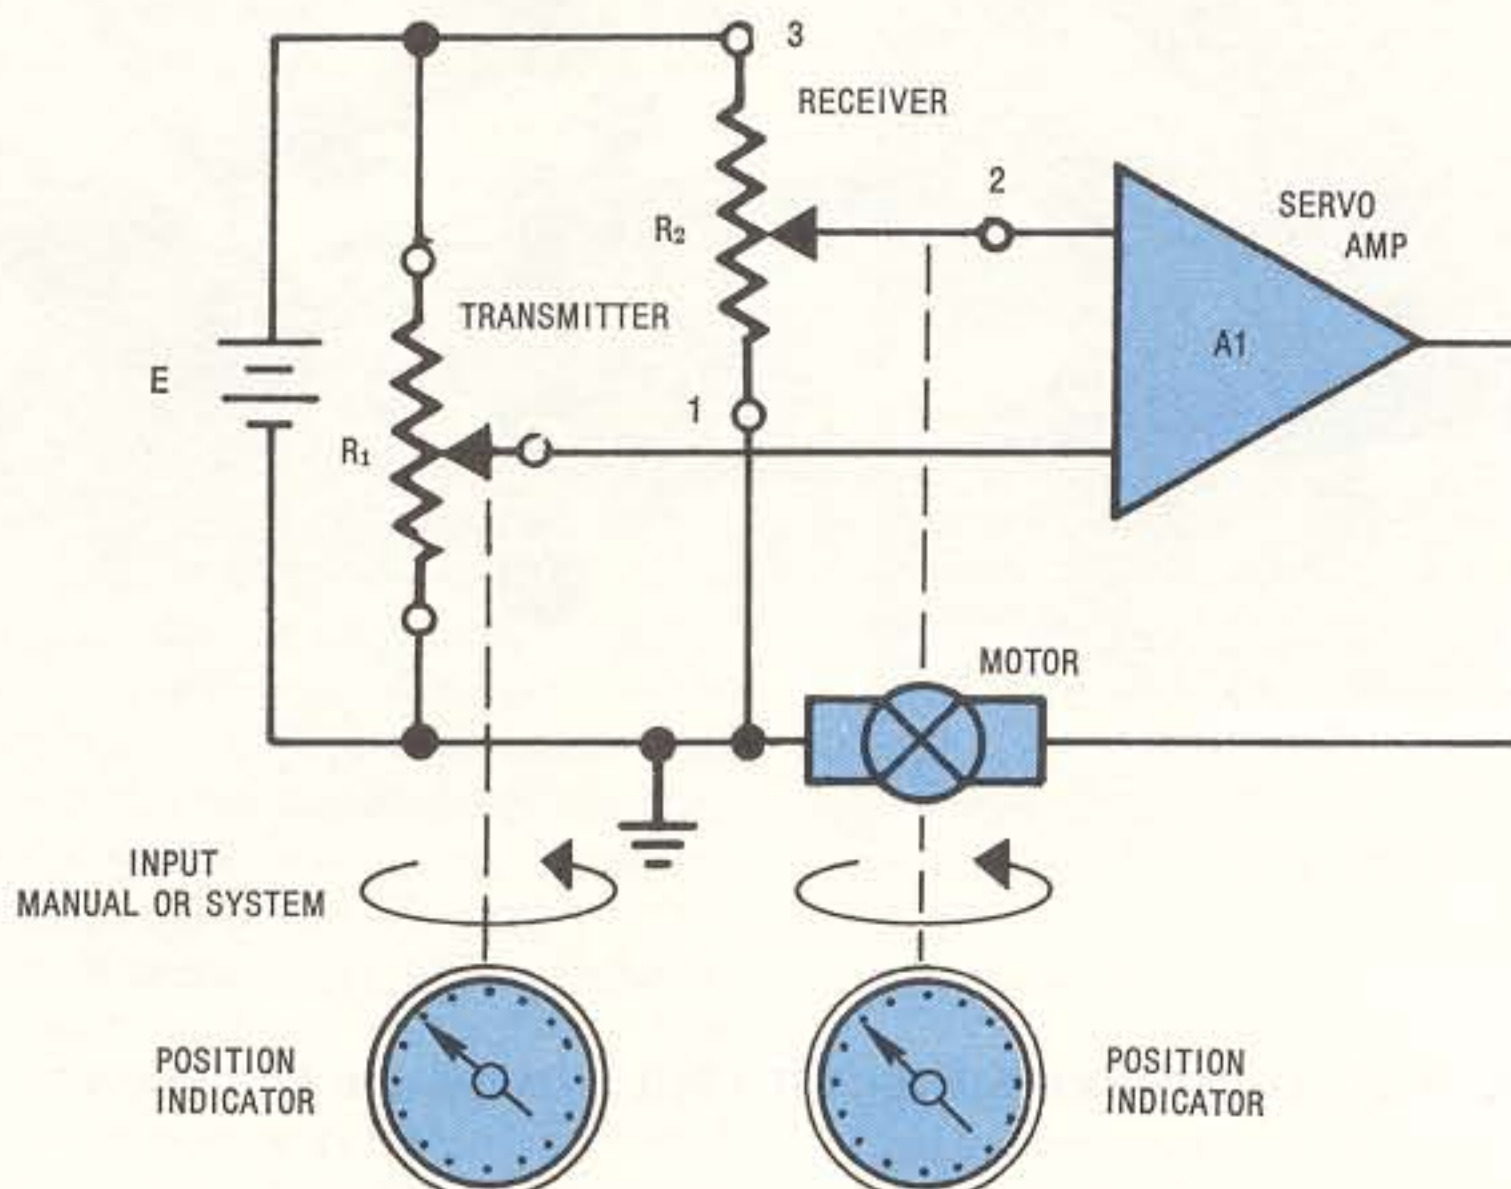 3
RECEIVER
2
SERVO
AMP
R₂
TRANSMITTER
A1
E
1
R₁
MOTOR
INPUT
MANUAL OR SYSTEM
POSITION
INDICATOR
POSITION
INDICATOR